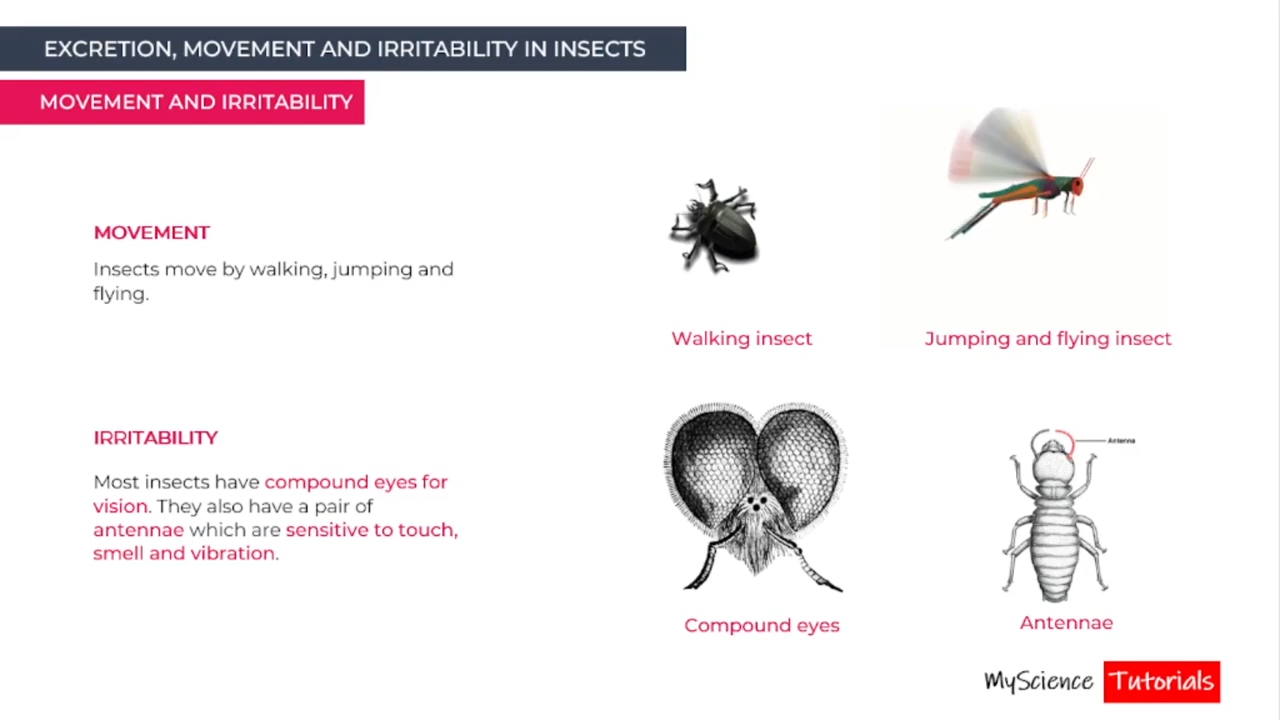 EXCRETION, MOVEMENT AND IRRITABILITY IN INSECTS
MOVEMENT AND IRRITABILITY
MOVEMENT
Insects move by walking, jumping and
flying.
Walking insect
Jumping and flying insect
IRRITABILITY
Most insects have compound eyes for
vision. They also have a pair of
antennae which are sensitive to touch,
smell and vibration.
Antenna
Compound eyes
Antennae
MyScience Tutorials